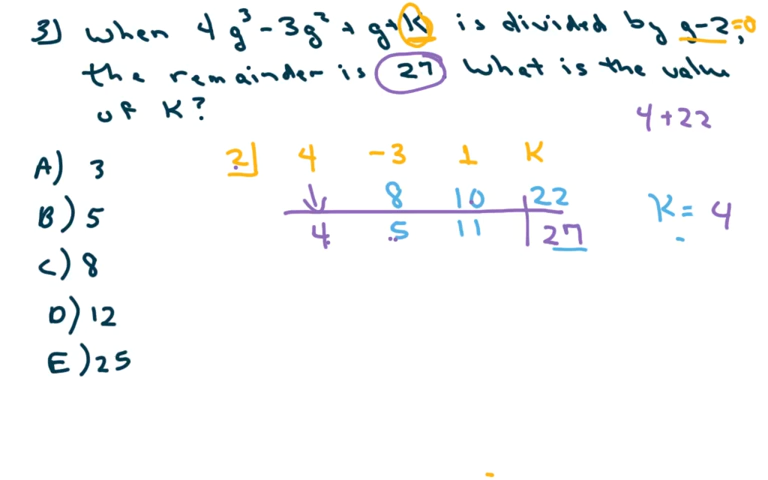 3) When 4g³ - 3g² + g + K is divided by g-2=0,
the remainder is 27 What is the value
of K?
4+22
A) 3
B) 5
C) 8
D) 12
E) 25
2| 4 -3 1 K
8 10 22
4 5 11 27
K = 4